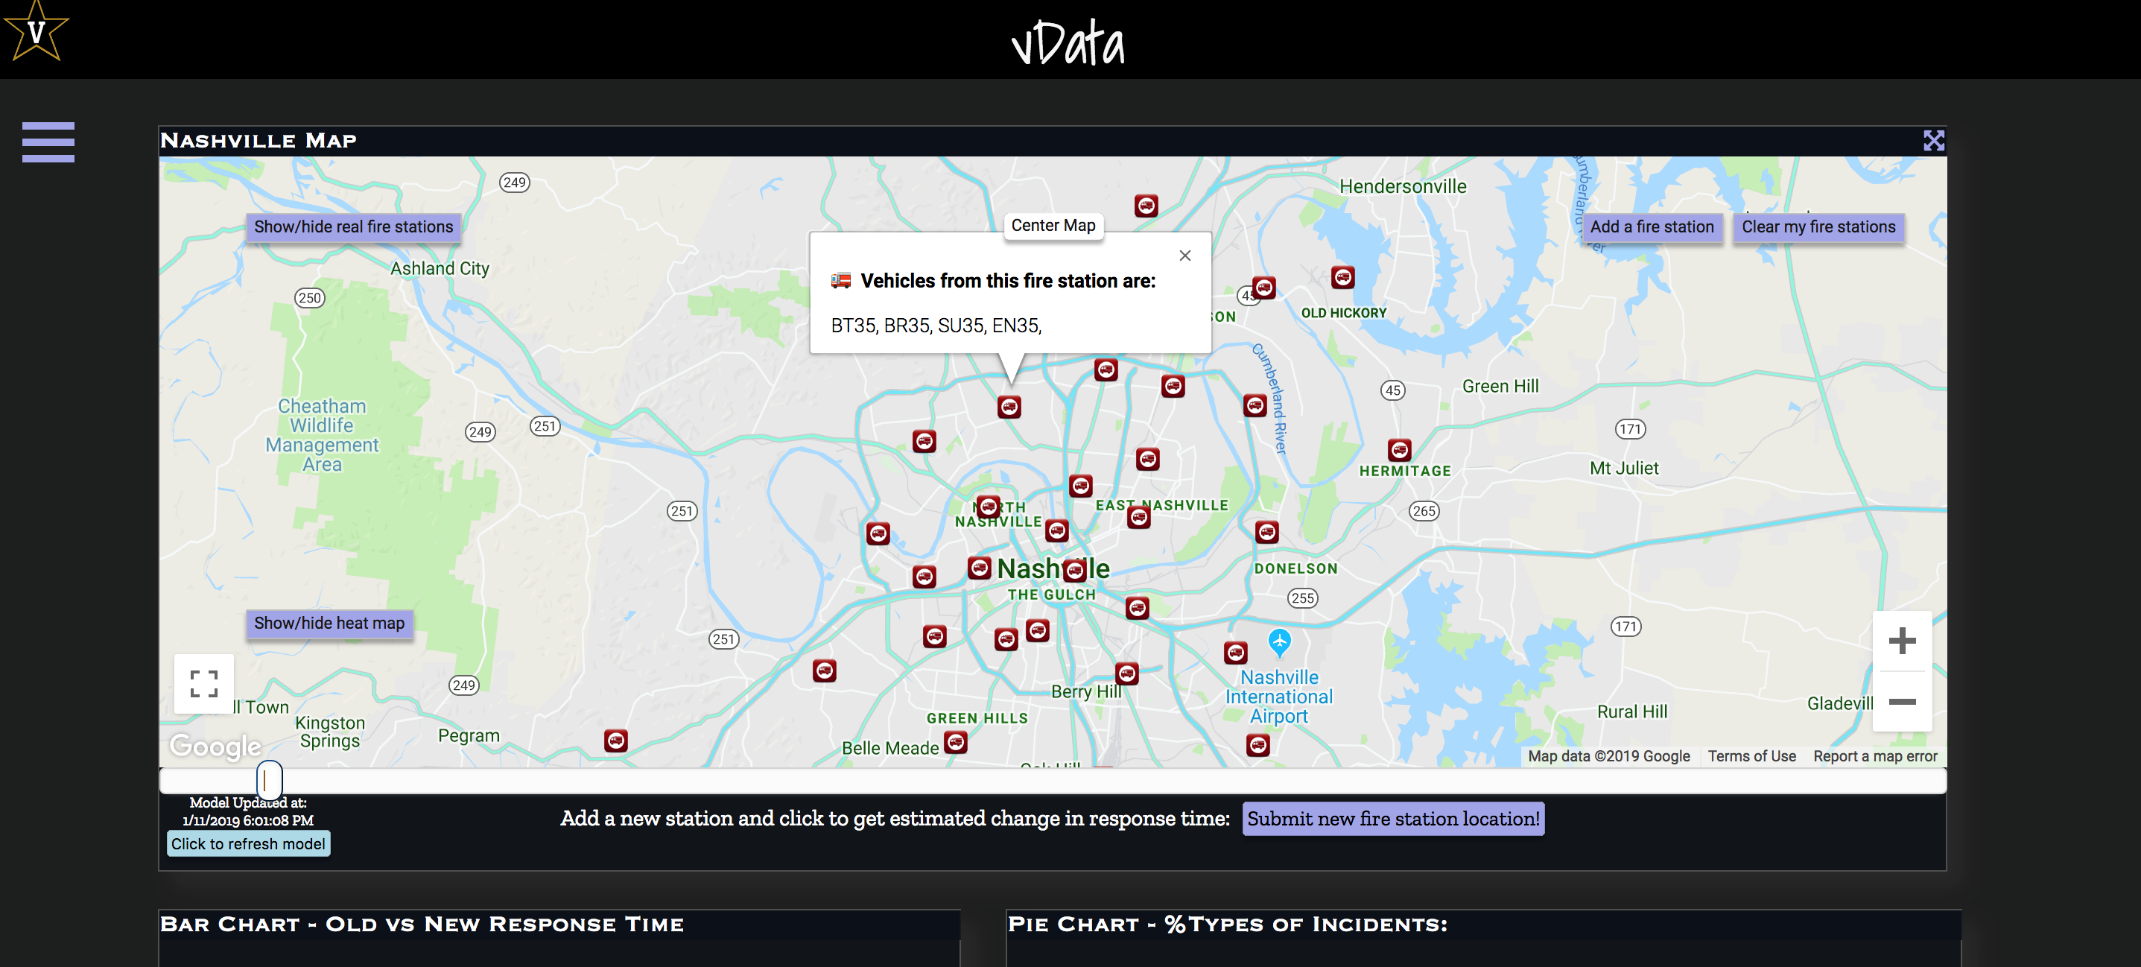 V
vData
Nashville Map
249
Hendersonville
Show/hide real fire stations
Center Map
Add a fire station
Clear my fire stations
Ashland City
250
Vehicles from this fire station are:
BT35, BR35, SU35, EN35,
45
SON
OLD HICKORY
Cumberland River
45
Green Hill
Cheatham
Wildlife
Management
Area
249
251
171
Mt Juliet
HERMITAGE
251
NORTH
NASHVILLE
EAST NASHVILLE
265
Nashville
THE GULCH
DONELSON
255
Show/hide heat map
251
171
249
ll Town
Kingston
Springs
Pegram
Berry Hill
Nashville
International
Airport
GREEN HILLS
Belle Meade
Oak Hill
Rural Hill
Gladevill
Google
Map data ©2019 Google
Terms of Use
Report a map error
Model Updated at:
1/11/2019 6:01:08 PM
Click to refresh model
Add a new station and click to get estimated change in response time:
Submit new fire station location!
Bar Chart - Old vs New Response Time
Pie Chart - %Types of Incidents: